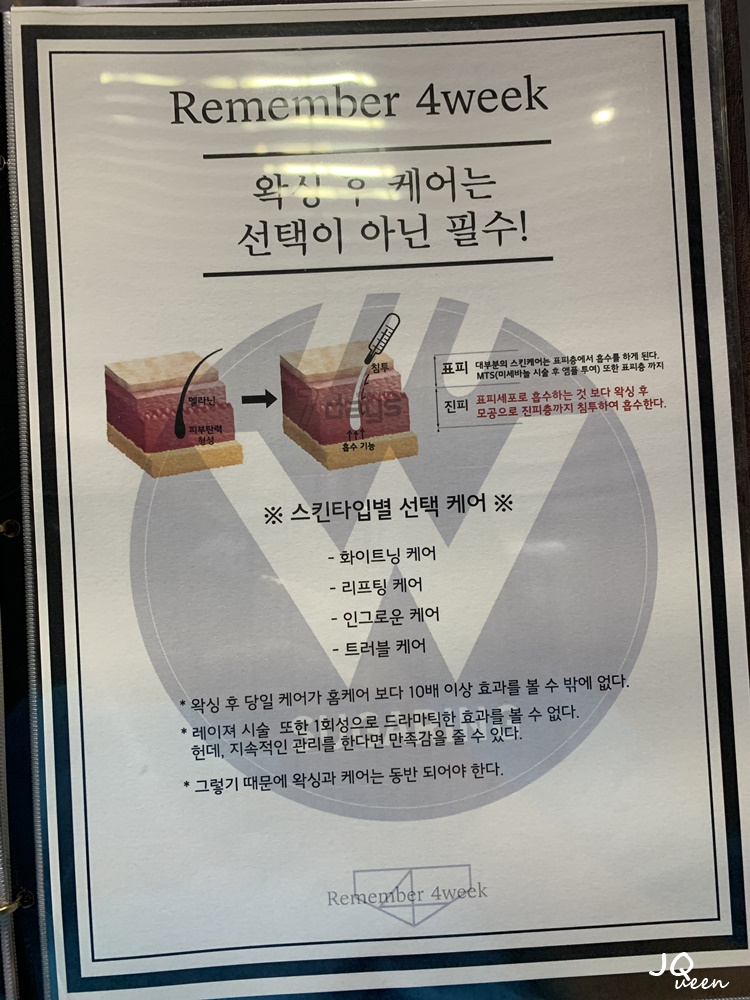 Remember 4week
왁싱 후 케어는
선택이 아닌 필수!
멜라닌
피부탄력
형성
침투
흡수 기능
days
표피
대부분의 스킨케어는 표피층에서 흡수를 하게 된다.
MTS(미세바늘 시술 후 앰플 투여) 또한 표피층 까지
진피
표피세포로 흡수하는 것 보다 왁싱 후
모공으로 진피층까지 침투하여 흡수한다.
※ 스킨타입별 선택 케어 ※
- 화이트닝 케어
- 리프팅 케어
- 인그로운 케어
- 트러블 케어
* 왁싱 후 당일 케어가 홈케어 보다 10배 이상 효과를 볼 수 밖에 없다.
* 레이져 시술 또한 1회성으로 드라마틱한 효과를 볼 수 없다.
헌데, 지속적인 관리를 한다면 만족감을 줄 수 있다.
SUGARING
* 그렇기 때문에 왁싱과 케어는 동반 되어야 한다.
Remember 4week
JQueen